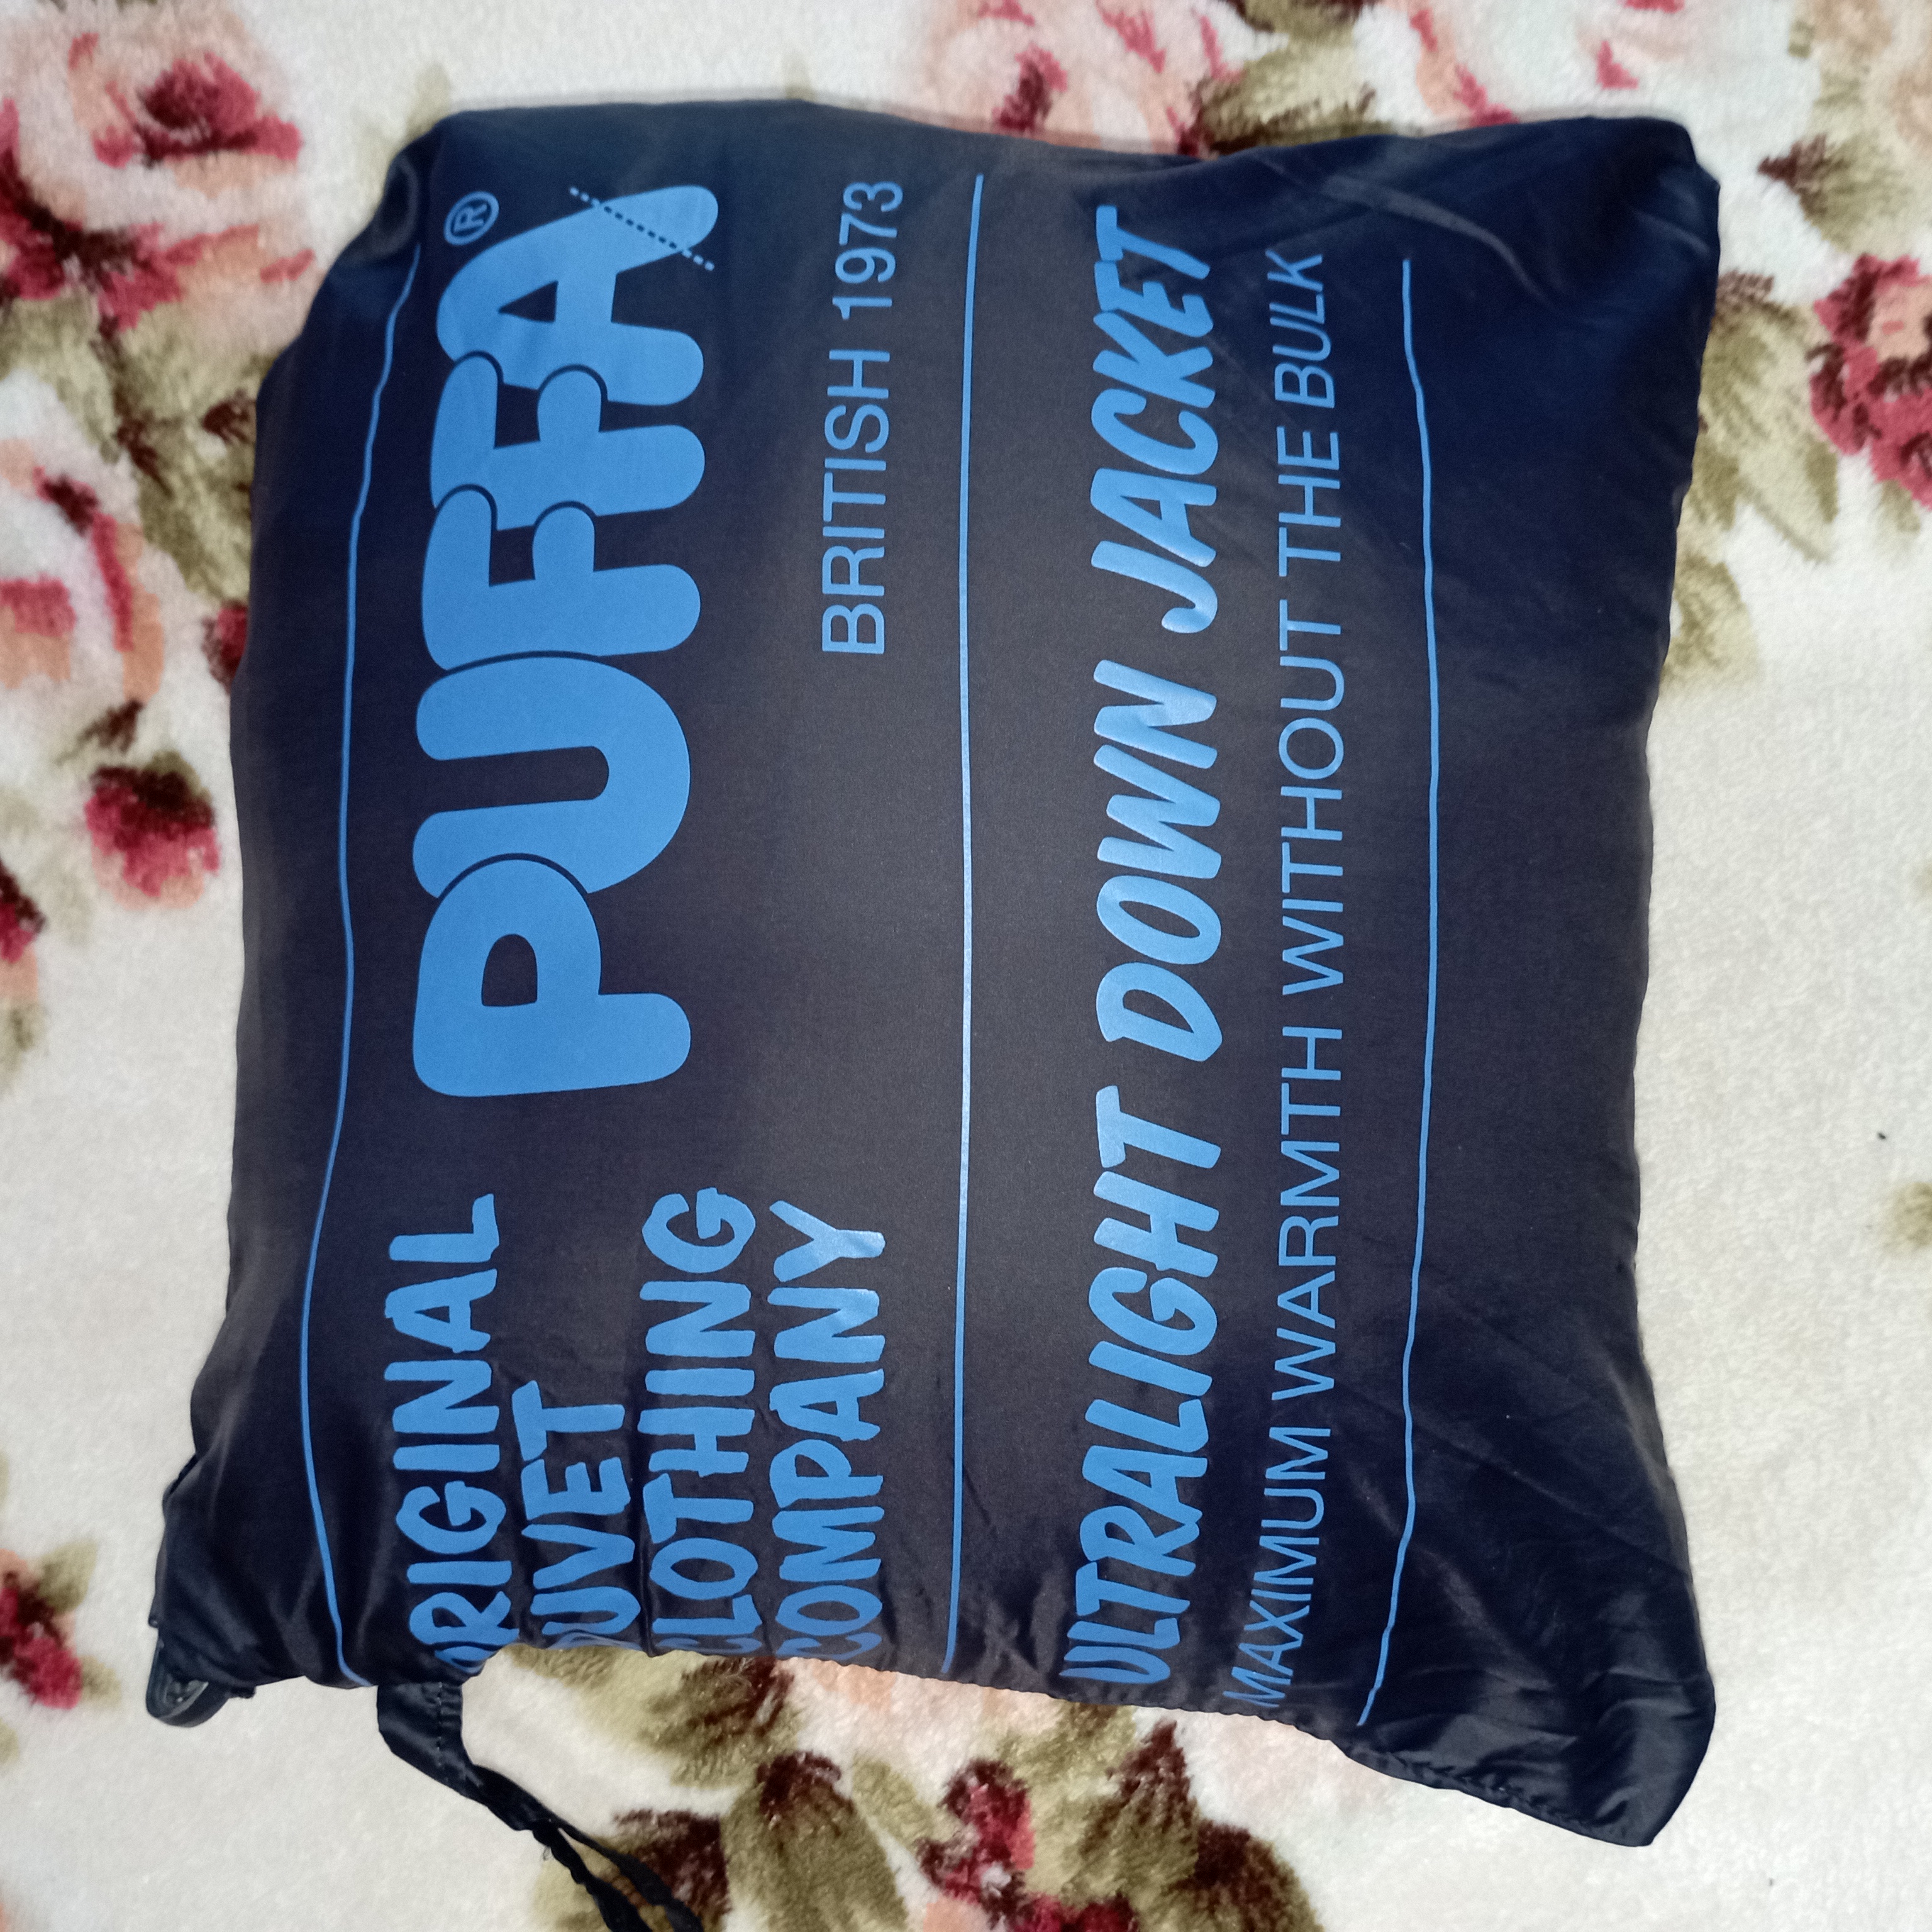 ORIGINAL
DUVET
CLOTHING
COMPANY
PUFFA®
BRITISH 1973
ULTRALIGHT DOWN JACKET
MAXIMUM WARMTH WITHOUT THE BULK